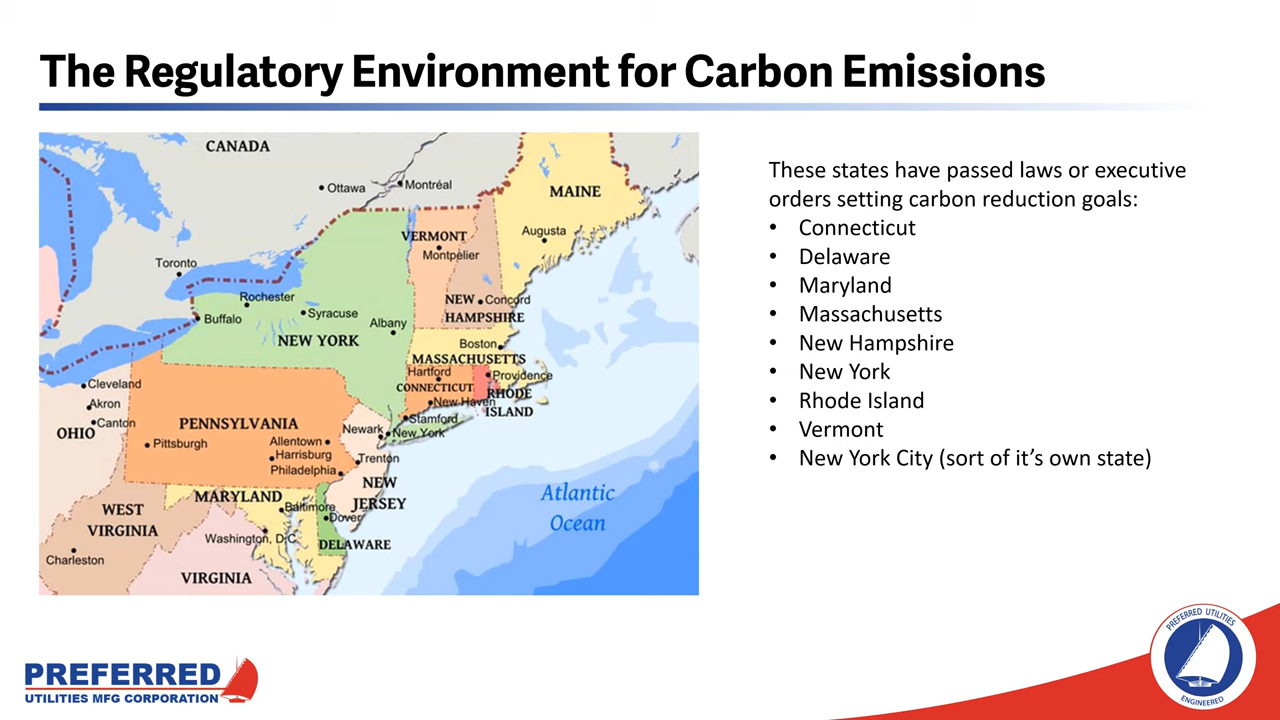 The Regulatory Environment for Carbon Emissions
CANADA
Ottawa
Montréal
MAINE
Augusta
VERMONT
Montpelier
Toronto
Rochester
Buffalo
Syracuse
Albany
NEW YORK
NEW
Concord
HAMPSHIRE
Boston
MASSACHUSETTS
Hartford
Providence
CONNECTICUT
RHODE
ISLAND
New Haven
Stamford
New York
Cleveland
Akron
Canton
OHIO
PENNSYLVANIA
Pittsburgh
Allentown
Harrisburg
Philadelphia
Newark
Trenton
NEW
JERSEY
MARYLAND
Baltimore
Dover
WEST
VIRGINIA
Washington, D.C.
DELAWARE
Charleston
VIRGINIA
Atlantic
Ocean
These states have passed laws or executive
orders setting carbon reduction goals:
• Connecticut
• Delaware
• Maryland
• Massachusetts
• New Hampshire
• New York
• Rhode Island
• Vermont
• New York City (sort of it’s own state)
PREFERRED
UTILITIES MFG CORPORATION
PREFERRED UTILITIES
ENGINEERED